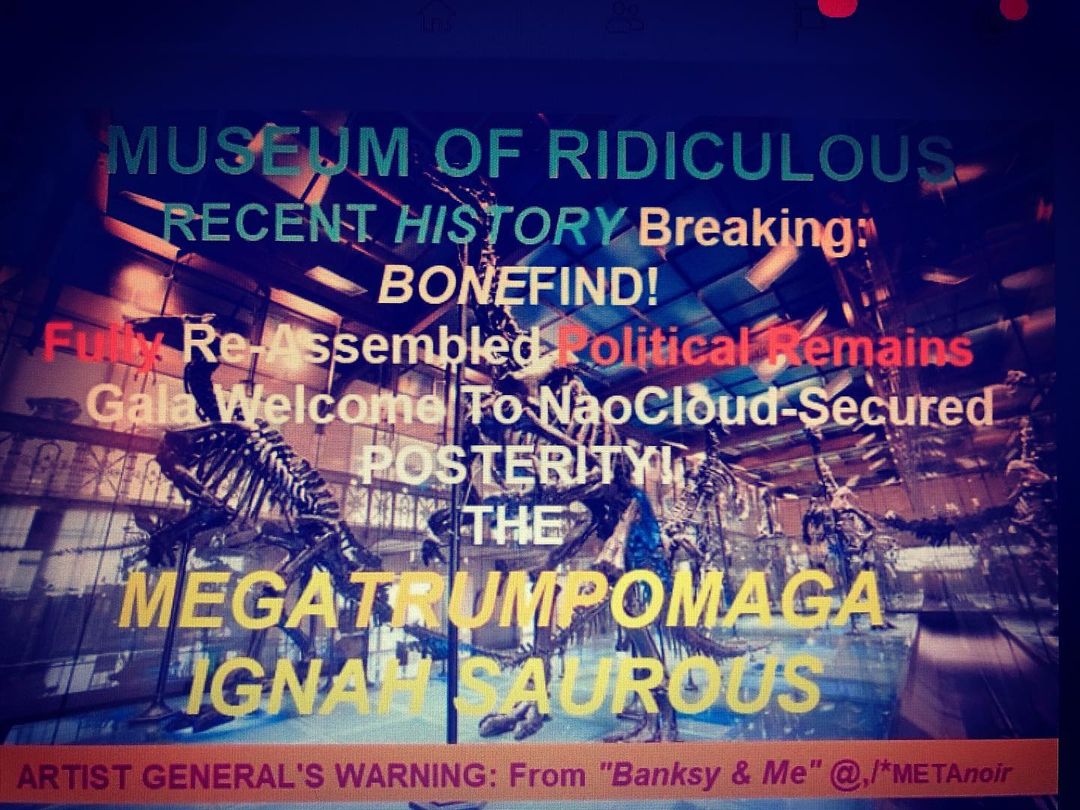 MUSEUM OF RIDICULOUS
RECENT HISTORY Breaking:
BONEFIND!
Fully Re-Assembled Political Remains
Gala Welcome To NaoCloud-Secured
POSTERITY!
THE
MEGATRUMPOMAGA
IGNAH SAUROUS
ARTIST GENERAL'S WARNING: From "Banksy & Me" @,/*METAnoir